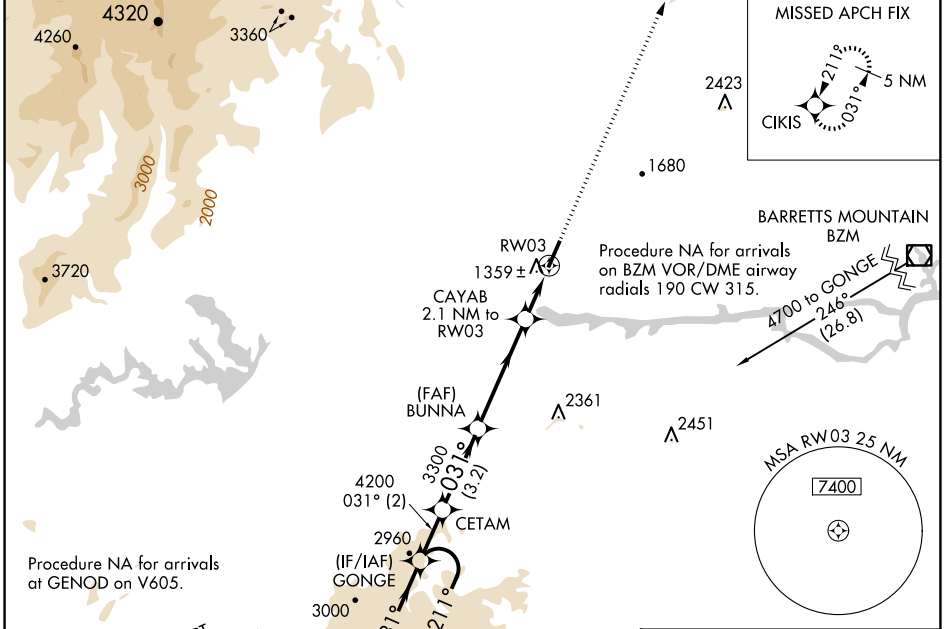 4320
4260
3360
MISSED APCH FIX
211°
5 NM
031°
CIKIS
2423
1680
3000
2000
3720
BARRETTS MOUNTAIN
BZM
RW03
1359 ±
Procedure NA for arrivals
on BZM VOR/DME airway
radials 190 CW 315.
4700 to GONGE
246°
(26.8)
CAYAB
2.1 NM to
RW03
(FAF)
BUNNA
2361
2451
3300
031°
(3.2)
4200
031° (2)
CETAM
MSA RW03 25 NM
7400
2960
(IF/IAF)
GONGE
Procedure NA for arrivals
at GENOD on V605.
3000
211°